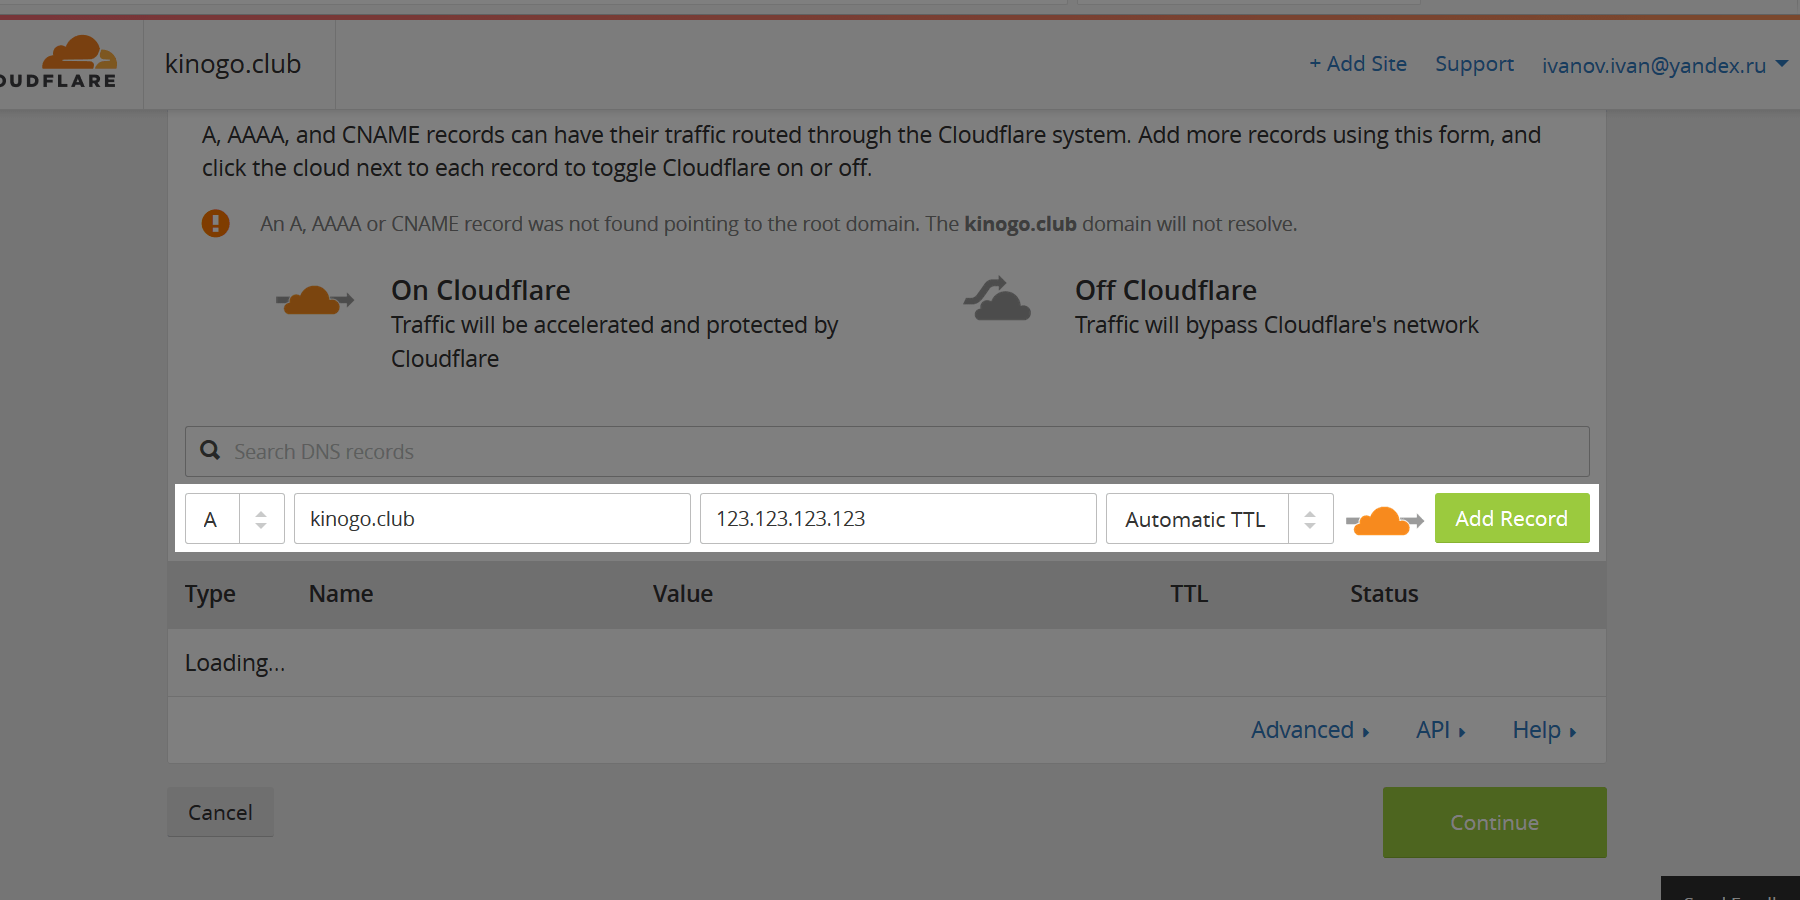 OUDFLARE
kinogo.club
+ Add Site
Support
ivanov.ivan@yandex.ru
A, AAAA, and CNAME records can have their traffic routed through the Cloudflare system. Add more records using this form, and
click the cloud next to each record to toggle Cloudflare on or off.
An A, AAAA or CNAME record was not found pointing to the root domain. The kinogo.club domain will not resolve.
On Cloudflare
Traffic will be accelerated and protected by
Cloudflare
Off Cloudflare
Traffic will bypass Cloudflare's network
Search DNS records
A
kinogo.club
123.123.123.123
Automatic TTL
Add Record
Type
Name
Value
TTL
Status
Loading...
Advanced
API
Help
Cancel
Continue